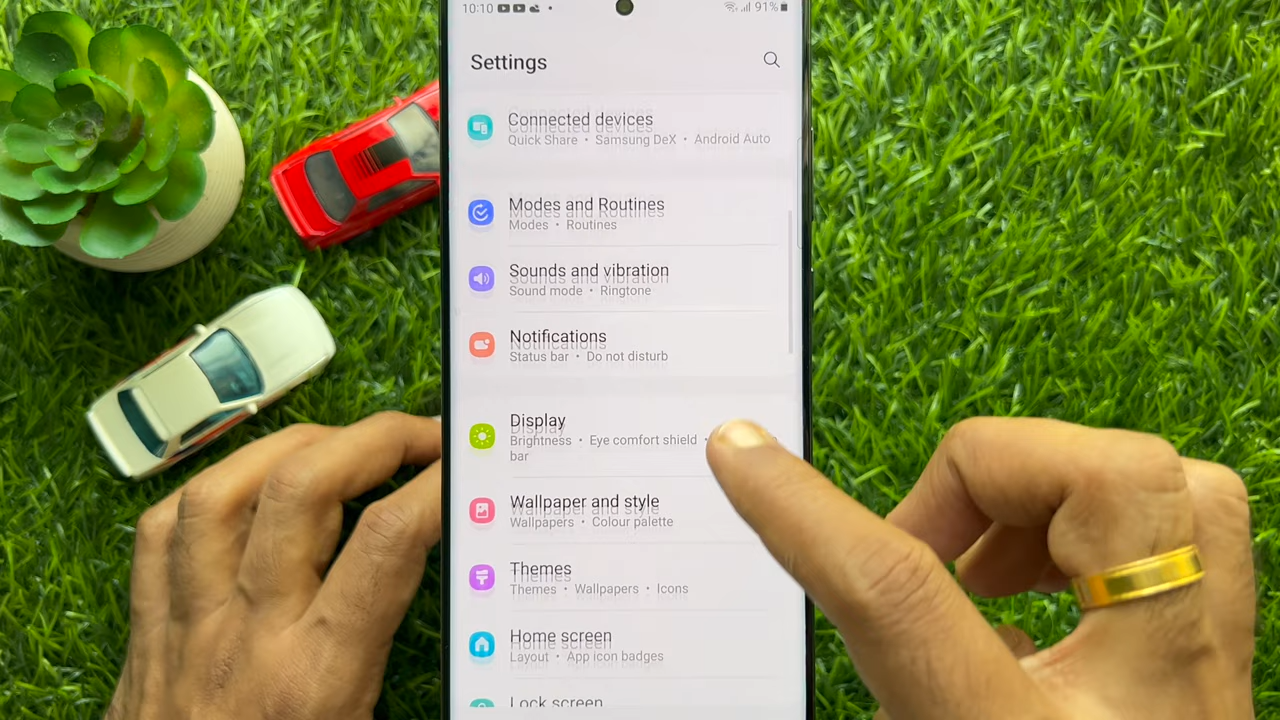 10:10
91%
Settings
Connected devices
Quick Share • Samsung DeX • Android Auto
Modes and Routines
Modes • Routines
Sounds and vibration
Sound mode • Ringtone
Notifications
Status bar • Do not disturb
Display
Brightness • Eye comfort shield •
bar
Wallpaper and style
Wallpapers • Colour palette
Themes
Themes • Wallpapers • Icons
Home screen
Layout • App icon badges
Lock screen